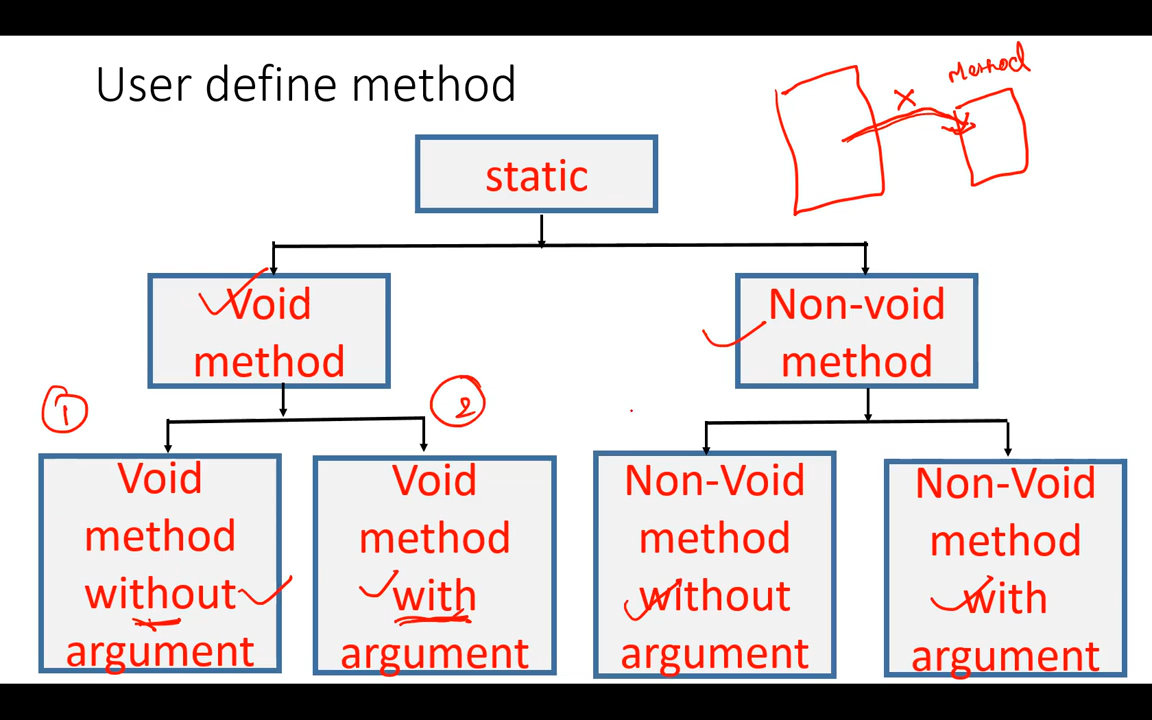 User define method
Method
X
static
Void
method
Non-void
method
1
2
Void
method
without
argument
Void
method
with
argument
Non-Void
method
without
argument
Non-Void
method
with
argument